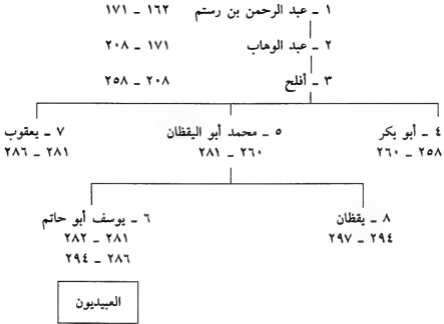 ١ ـ عبد الرحمن بن رستم ١٦٢ ـ ١٧١
٢ ـ عبد الوهاب ١٧١ ـ ٢٠٨
٣ ـ أفلح ٢٠٨ ـ ٢٥٨
٤ ـ أبو بكر
٢٥٨ ـ ٢٦٠
٥ ـ محمد أبو اليقظان
٢٦٠ ـ ٢٨١
٧ ـ يعقوب
٢٨١ ـ ٢٨٦
٨ ـ يقظان
٢٩٤ ـ ٢٩٧
٦ ـ يوسف أبو حاتم
٢٨١ ـ ٢٨٢
٢٨٦ ـ ٢٩٤
العبيديون